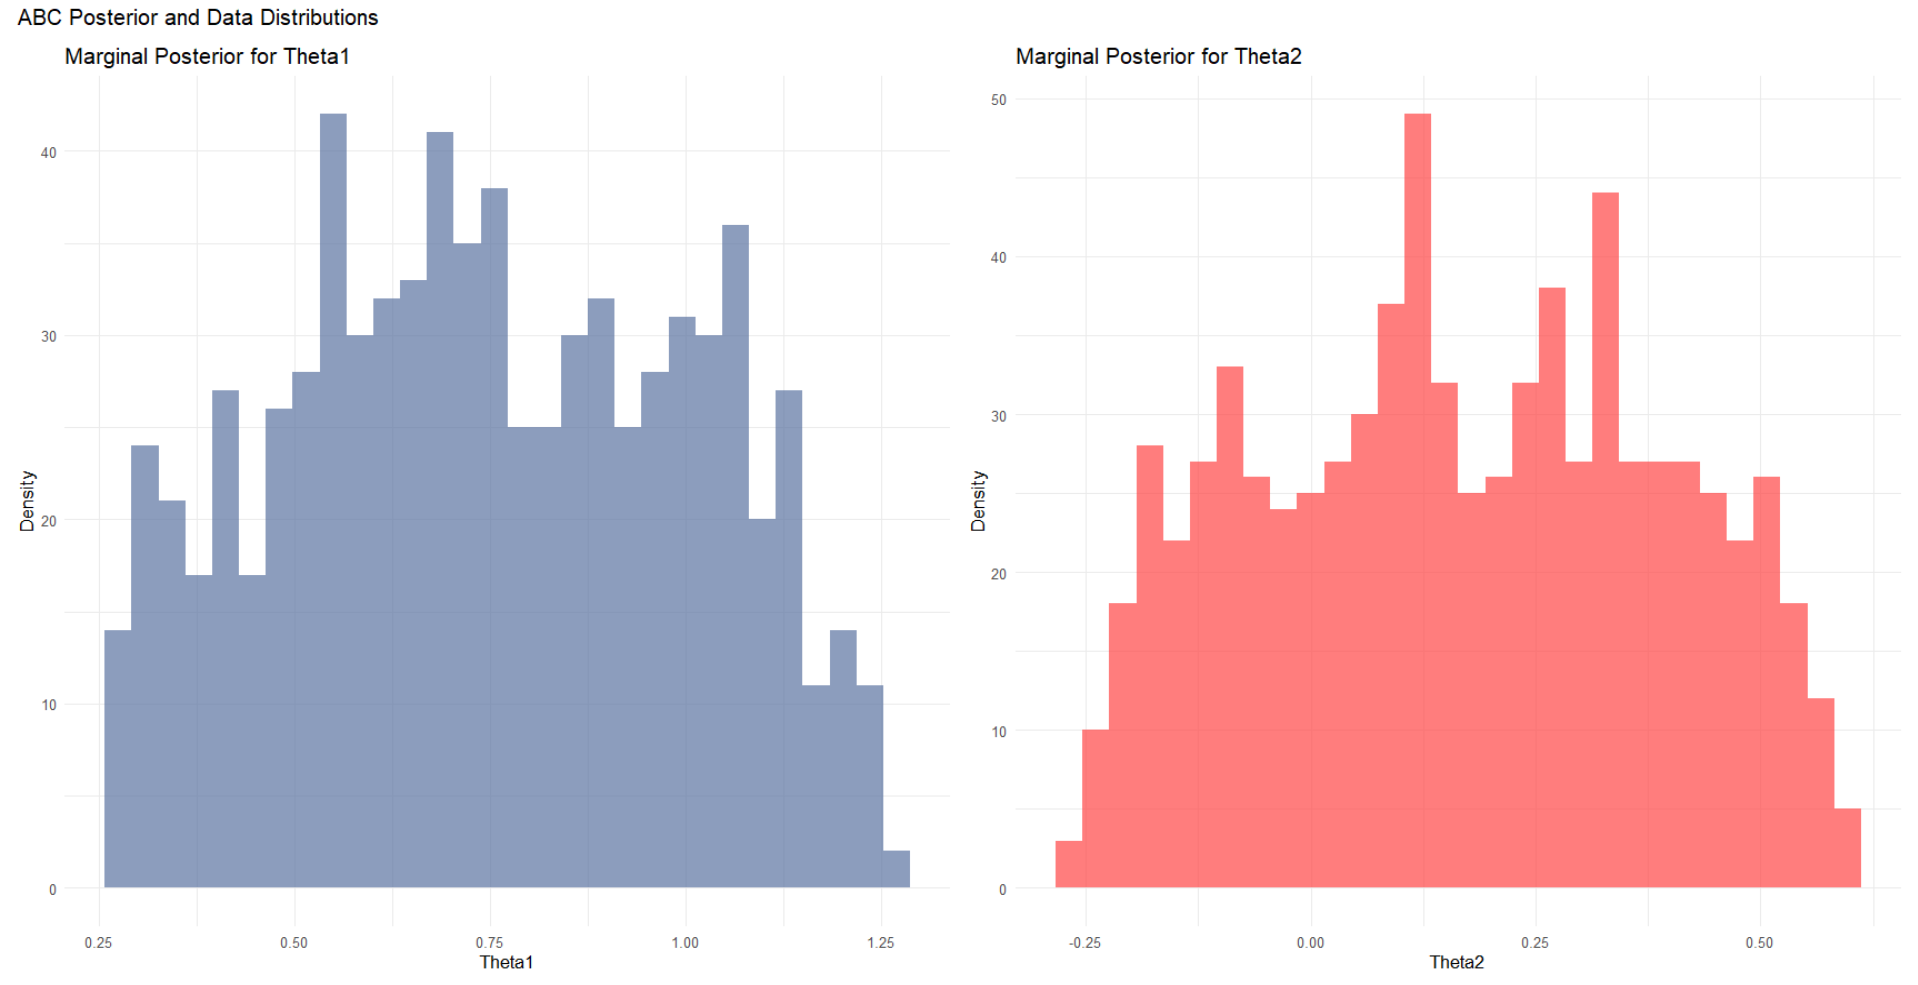 ABC Posterior and Data Distributions
Marginal Posterior for Theta1
40
30
20
10
0
Density
0.25 0.50 0.75 1.00 1.25
Theta1
Marginal Posterior for Theta2
50
40
30
20
10
0
Density
-0.25 0.00 0.25 0.50
Theta2